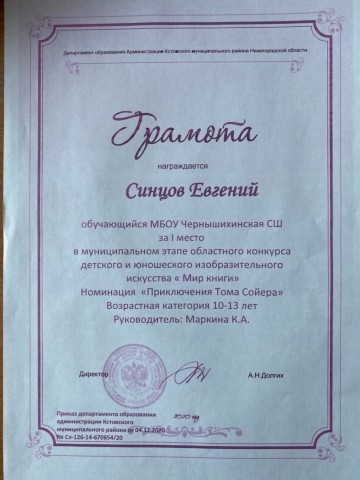 Департамент образования Администрации Кстовского муниципального района Нижегородской области
Грамота
награждается
Синцов Евгений
обучающийся МБОУ Чернышихинская СШ
за I место
в муниципальном этапе областного конкурса
детского и юношеского изобразительного
искусства « Мир книги»
Номинация «Приключения Тома Сойера»
Возрастная категория 10-13 лет
Руководитель: Маркина К.А.
Директор
А.Н.Долгих
2020 год
Приказ департамента образования
администрации Кстовского
муниципального района от 04.12.2020
№ Сл-126-14-670654/20